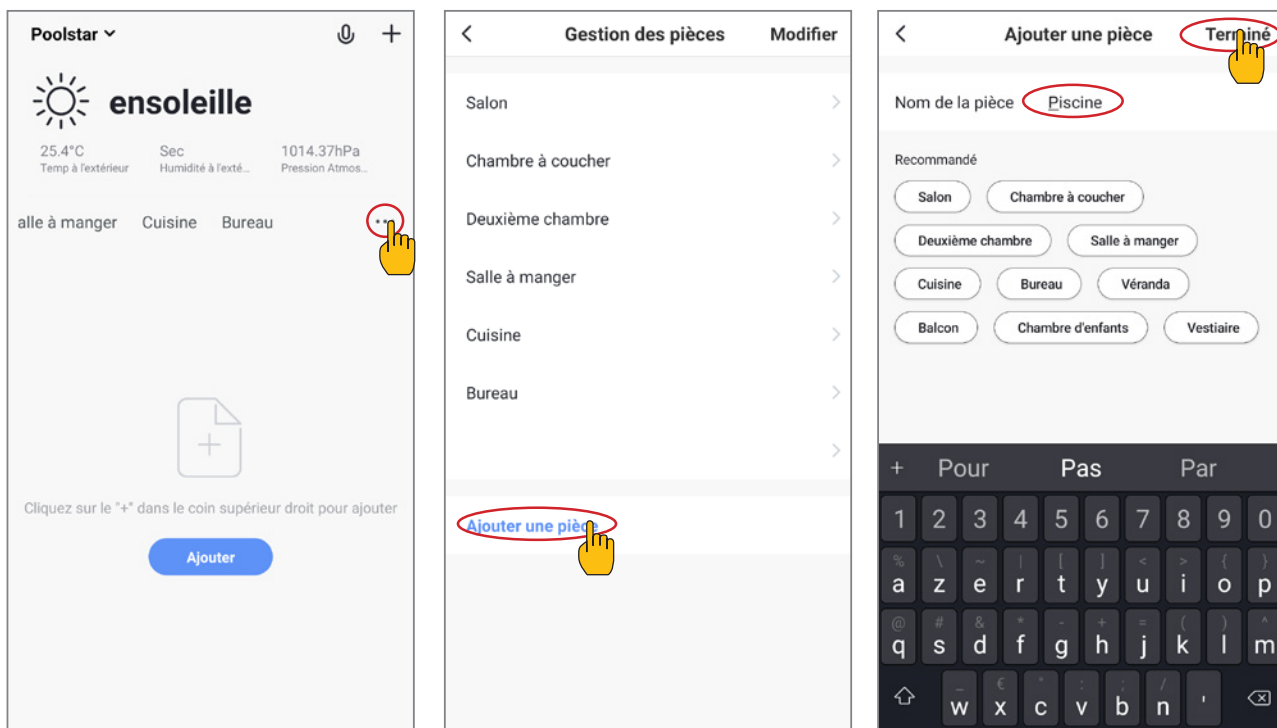 Poolstar
ensoleille
25.4°C Sec 1014.37hPa
Temp à l'extérieur Humidité à l'exté... Pression Atmos...
alle à manger Cuisine Bureau ...
Cliquez sur le "+" dans le coin supérieur droit pour ajouter
Ajouter
Gestion des pièces Modifier
Salon
Chambre à coucher
Deuxième chambre
Salle à manger
Cuisine
Bureau
Ajouter une pièce
Ajouter une pièce Terminé
Nom de la pièce Piscine
Recommandé
Salon Chambre à coucher
Deuxième chambre Salle à manger
Cuisine Bureau Véranda
Balcon Chambre d'enfants Vestiaire
+ Pour Pas Par
1 2 3 4 5 6 7 8 9 0
% \ ~ | [ ] < > { }
a z e r t y u i o p
@ # & * - + = ( ) ^
q s d f g h j k l m
_ € " : ; /
w x c v b n '